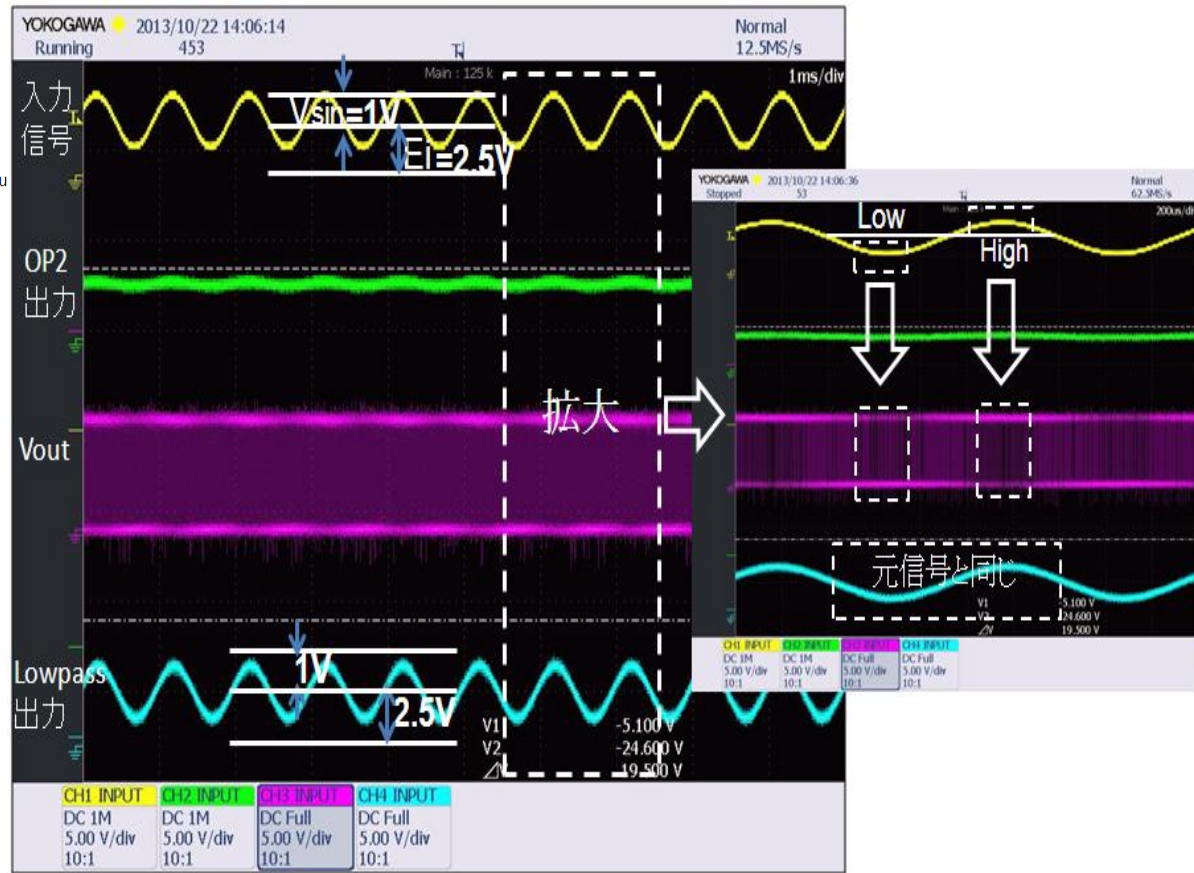 YOKOGAWA 2013/10/22 14:06:14
Running 453
Normal
12.5MS/s
Main : 125 k
1ms/div
入力
信号
Vsin=1V
Ei=2.5V
u
OP2
出力
Vout
拡大
Lowpass
出力
1V
2.5V
V1 -5.100 V
V2 -24.600 V
⊿V 19.500 V
CH1 INPUT
DC 1M
5.00 V/div
10:1
CH2 INPUT
DC 1M
5.00 V/div
10:1
CH3 INPUT
DC Full
5.00 V/div
10:1
CH4 INPUT
DC Full
5.00 V/div
10:1
YOKOGAWA 2013/10/22 14:06:36
Stopped 53
Normal
62.5MS/s
200us/div
Low
High
元信号と同じ
V1 -5.100 V
V2 -24.600 V
⊿V 19.500 V
CH1 INPUT
DC 1M
5.00 V/div
10:1
CH2 INPUT
DC 1M
5.00 V/div
10:1
CH3 INPUT
DC Full
5.00 V/div
10:1
CH4 INPUT
DC Full
5.00 V/div
10:1